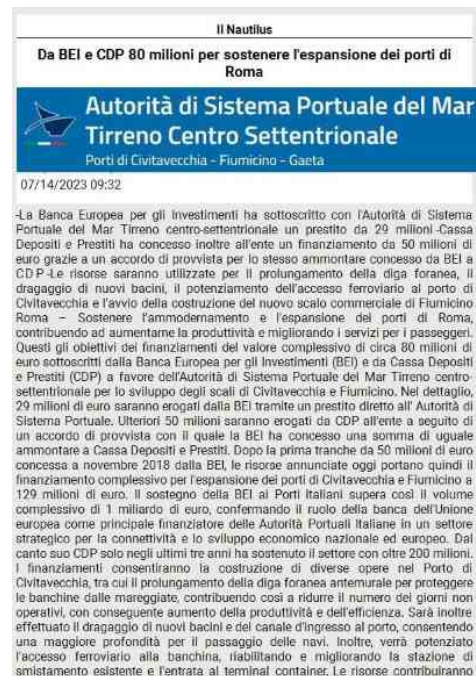 Il Nautilus
Da BEI e CDP 80 milioni per sostenere l'espansione dei porti di
Roma
Autorità di Sistema Portuale del Mar
Tirreno Centro Settentrionale
Porti di Civitavecchia - Fiumicino - Gaeta
07/14/2023 09:32
-La Banca Europea per gli Investimenti ha sottoscritto con l'Autorità di Sistema
Portuale del Mar Tirreno centro-settentrionale un prestito da 29 milioni -Cassa
Depositi e Prestiti ha concesso inoltre all'ente un finanziamento da 50 milioni di
euro grazie a un accordo di provvista per lo stesso ammontare concesso da BEI a
C D P -Le risorse saranno utilizzate per il prolungamento della diga foranea, il
dragaggio di nuovi bacini, il potenziamento dell'accesso ferroviario al porto di
Civitavecchia e l'avvio della costruzione del nuovo scalo commerciale di Fiumicino
Roma – Sostenere l'ammodernamento e l'espansione dei porti di Roma,
contribuendo ad aumentarne la produttività e migliorando i servizi per i passeggeri.
Questi gli obiettivi dei finanziamenti del valore complessivo di circa 80 milioni di
euro sottoscritti dalla Banca Europea per gli Investimenti (BEI) e da Cassa Depositi
e Prestiti (CDP) a favore dell'Autorità di Sistema Portuale del Mar Tirreno centro-
settentrionale per lo sviluppo degli scali di Civitavecchia e Fiumicino. Nel dettaglio,
29 milioni di euro saranno erogati dalla BEI tramite un prestito diretto all' Autorità di
Sistema Portuale. Ulteriori 50 milioni saranno erogati da CDP all'ente a seguito di
un accordo di provvista con il quale la BEI ha concesso una somma di uguale
ammontare a Cassa Depositi e Prestiti. Dopo la prima tranche da 50 milioni di euro
concessa a novembre 2018 dalla BEI, le risorse annunciate oggi portano quindi il
finanziamento complessivo per l'espansione dei porti di Civitavecchia e Fiumicino a
129 milioni di euro. Il sostegno della BEI ai Porti Italiani supera così il volume
complessivo di 1 miliardo di euro, confermando il ruolo della banca dell'Unione
europea come principale finanziatore delle Autorità Portuali Italiane in un settore
strategico per la connettività e lo sviluppo economico nazionale ed europeo. Dal
canto suo CDP solo negli ultimi tre anni ha sostenuto il settore con oltre 200 milioni.
I finanziamenti consentiranno la costruzione di diverse opere nel Porto di
Civitavecchia, tra cui il prolungamento della diga foranea antemurale per proteggere
le banchine dalle mareggiate, contribuendo così a ridurre il numero dei giorni non
operativi, con conseguente aumento della produttività e dell'efficienza. Sarà inoltre
effettuato il dragaggio di nuovi bacini e del canale d'ingresso al porto, consentendo
una maggiore profondità per il passaggio delle navi. Inoltre, verrà potenziato
l'accesso ferroviario alla banchina, riabilitando e migliorando la stazione di
smistamento esistente e l'entrata al terminal container. Le risorse contribuiranno